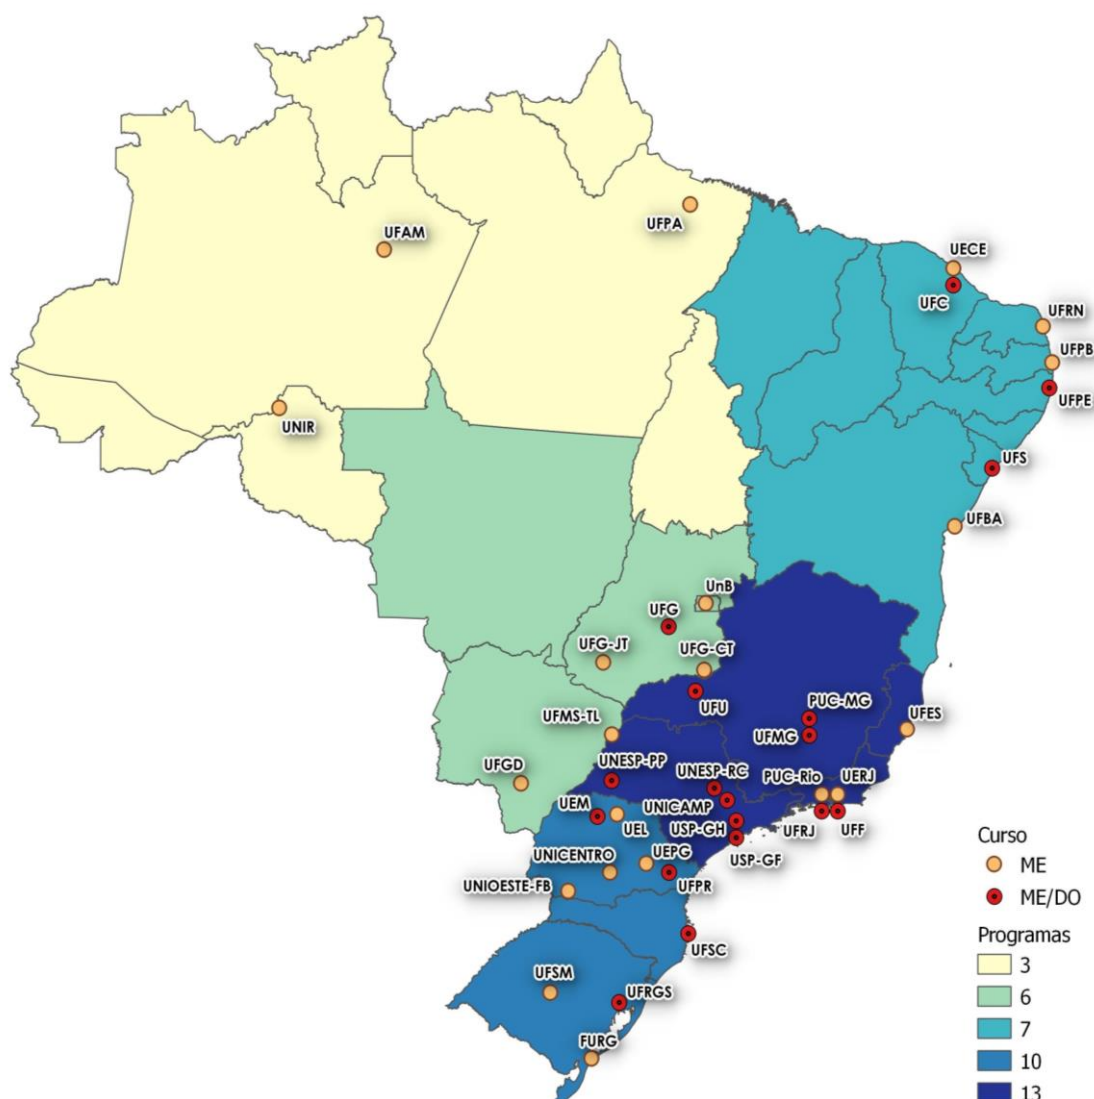 UFPA
UFAM
UECE
UFC
UFRN
UFPB
UFPE
UNIR
UFS
UFBA
UnB
UFG
UFG-JT
UFG-CT
UFU
PUC-MG
UFMS-TL
UFMG
UFES
UFGD
UNESP-PP
UNESP-RC
PUC-Rio
UERJ
UEM
UNICAMP
UEL
USP-GH
UFRJ
UFF
UNICENTRO
UEPG
USP-GF
UNIOESTE-FB
UFPR
UFSC
UFSM
UFRGS
FURG
Curso
ME
ME/DO
Programas
3
6
7
10
13